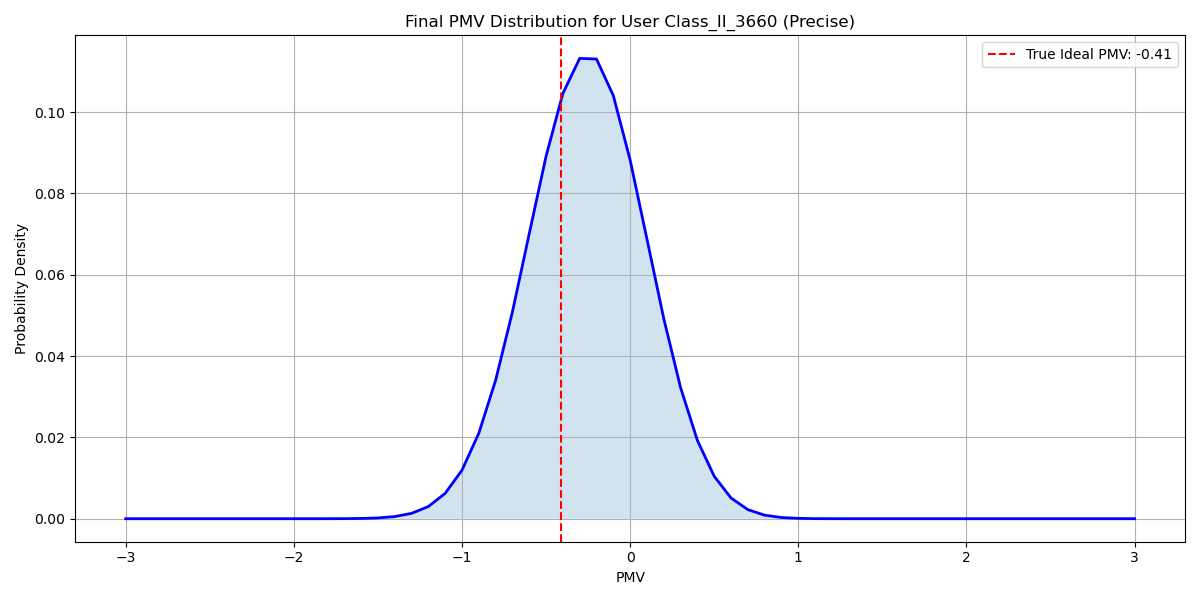 Final PMV Distribution for User Class_II_3660 (Precise)
True Ideal PMV: -0.41
Probability Density
0.10
0.08
0.06
0.04
0.02
0.00
−3 −2 −1 0 1 2 3
PMV